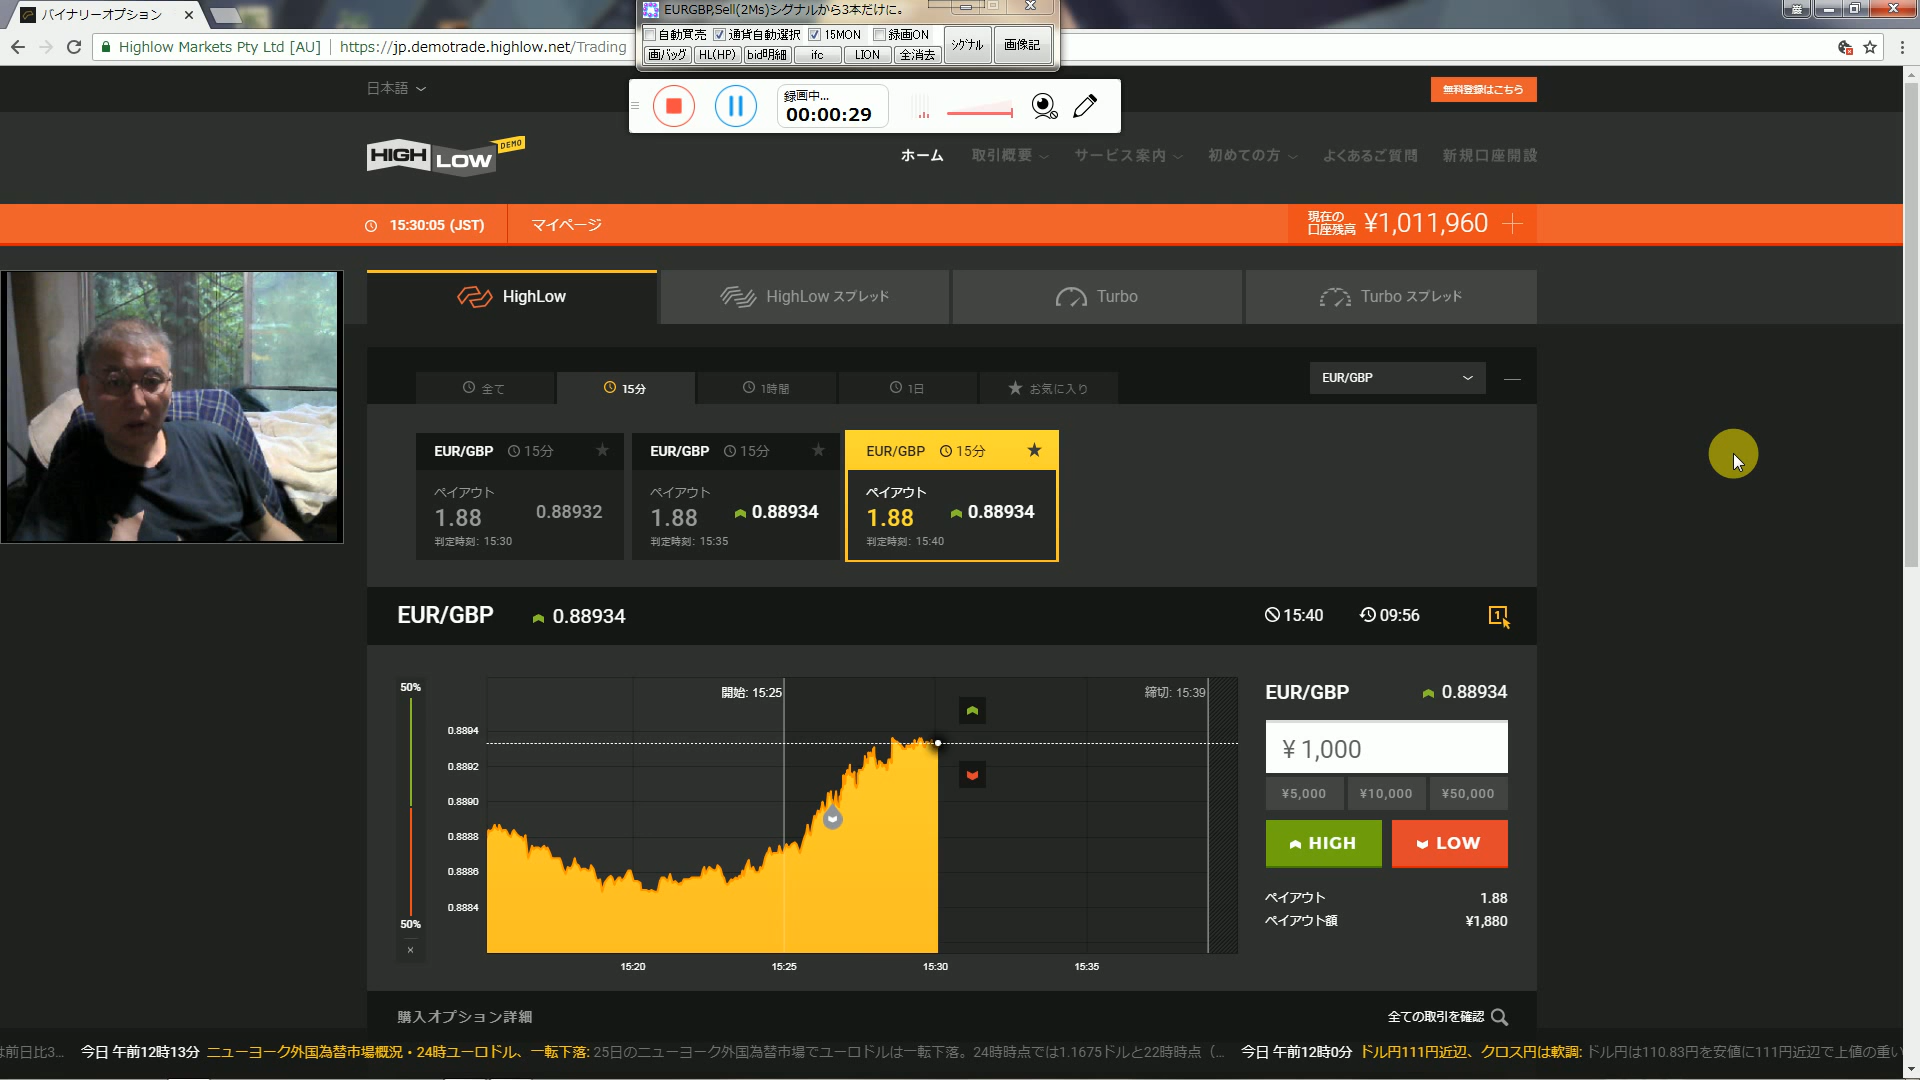 バイナリーオプション
EURGBP,Sell(2Ms)シグナルから3本だけに。
自動買売 通貨自動選択 15MON 録画ON
画バッグ HL(HP) bid明細 ifc LION 全消去 シグナル 画像記
Highlow Markets Pty Ltd [AU] https://jp.demotrade.highlow.net/Trading
録画中...
00:00:29
日本語
無料登録はこちら
HIGH LOW DEMO
ホーム 取引概要 サービス案内 初めての方 よくあるご質問 新規口座開設
15:30:05 (JST) マイページ 現在の口座残高 ¥1,011,960
HighLow HighLow スプレッド Turbo Turbo スプレッド
全て 15分 1時間 1日 お気に入り EUR/GBP
EUR/GBP 15分 EUR/GBP 15分 EUR/GBP 15分
ペイアウト ペイアウト ペイアウト
1.88 0.88932 1.88 0.88934 1.88 0.88934
判定時刻: 15:30 判定時刻: 15:35 判定時刻: 15:40
EUR/GBP 0.88934 15:40 09:56 1
50%
開始: 15:25 締切: 15:39
0.8894
0.8892
0.8890
0.8888
0.8886
0.8884
50%
15:20 15:25 15:30 15:35
EUR/GBP 0.88934
¥ 1,000
¥5,000 ¥10,000 ¥50,000
HIGH LOW
ペイアウト 1.88
ペイアウト額 ¥1,880
購入オプション詳細 全ての取引を確認
は前日比3... 今日 午前12時13分 ニューヨーク外国為替市場概況・24時ユーロドル、一転下落: 25日のニューヨーク外国為替市場でユーロドルは一転下落。24時時点では1.1675ドルと22時時点（... 今日 午前12時0分 ドル円111円近辺、クロス円は軟調: ドル円は110.83円を安値に111円近辺で上値の重い